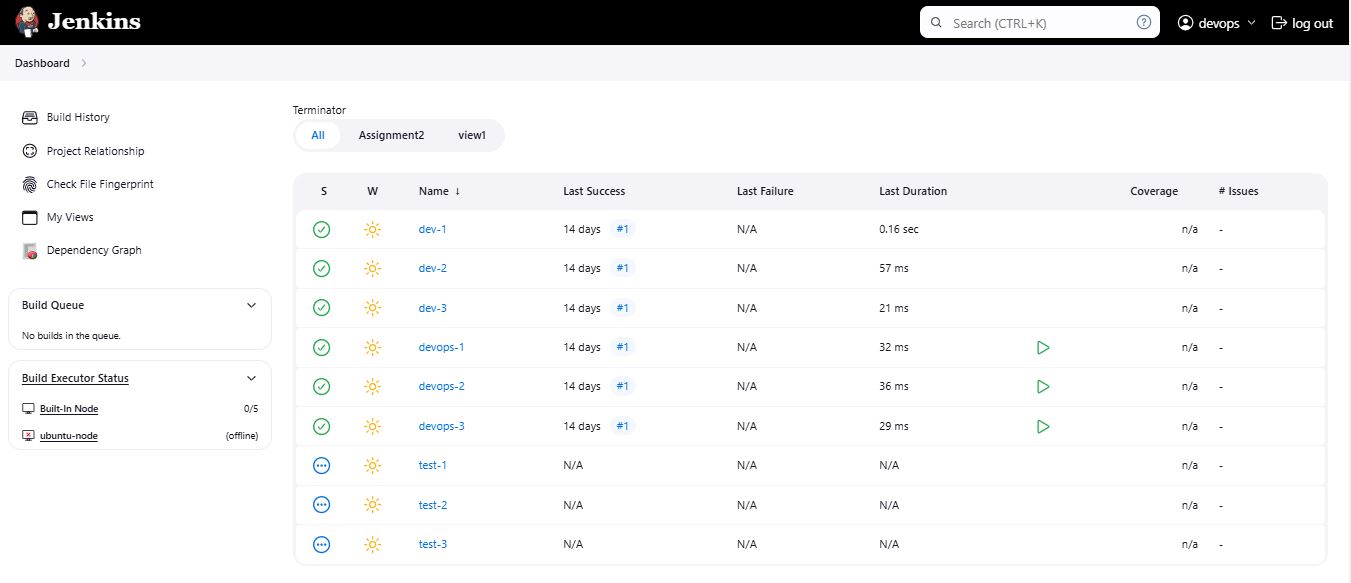 Jenkins
Search (CTRL+K)
devops
log out
Dashboard
Build History
Project Relationship
Check File Fingerprint
My Views
Dependency Graph
Build Queue
No builds in the queue.
Build Executor Status
Built-In Node 0/5
ubuntu-node (offline)
Terminator
All Assignment2 view1
S W Name ↓ Last Success Last Failure Last Duration Coverage # Issues
dev-1 14 days #1 N/A 0.16 sec n/a -
dev-2 14 days #1 N/A 57 ms n/a -
dev-3 14 days #1 N/A 21 ms n/a -
devops-1 14 days #1 N/A 32 ms n/a -
devops-2 14 days #1 N/A 36 ms n/a -
devops-3 14 days #1 N/A 29 ms n/a -
test-1 N/A N/A N/A n/a -
test-2 N/A N/A N/A n/a -
test-3 N/A N/A N/A n/a -